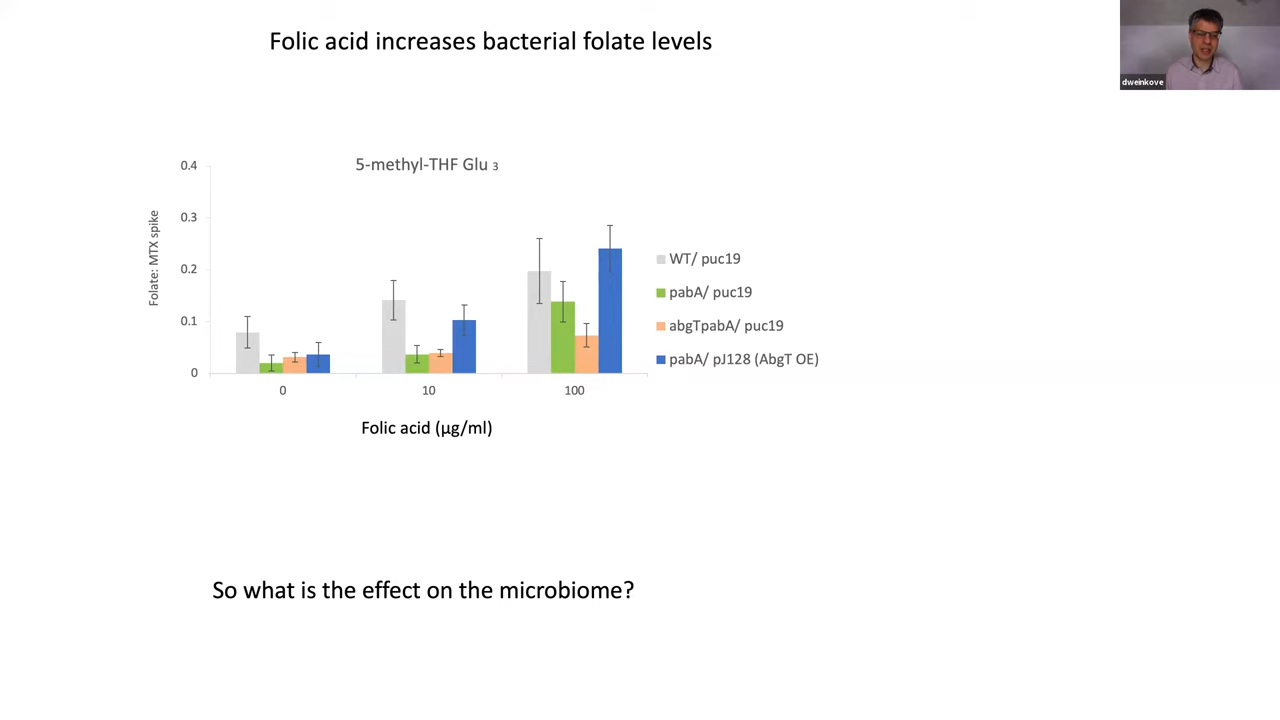 Folic acid increases bacterial folate levels
dweinkove
5-methyl-THF Glu 3
Folate: MTX spike
0.4
0.3
0.2
0.1
0
0
10
100
Folic acid (µg/ml)
WT/ puc19
pabA/ puc19
abgTpabA/ puc19
pabA/ pJ128 (AbgT OE)
So what is the effect on the microbiome?